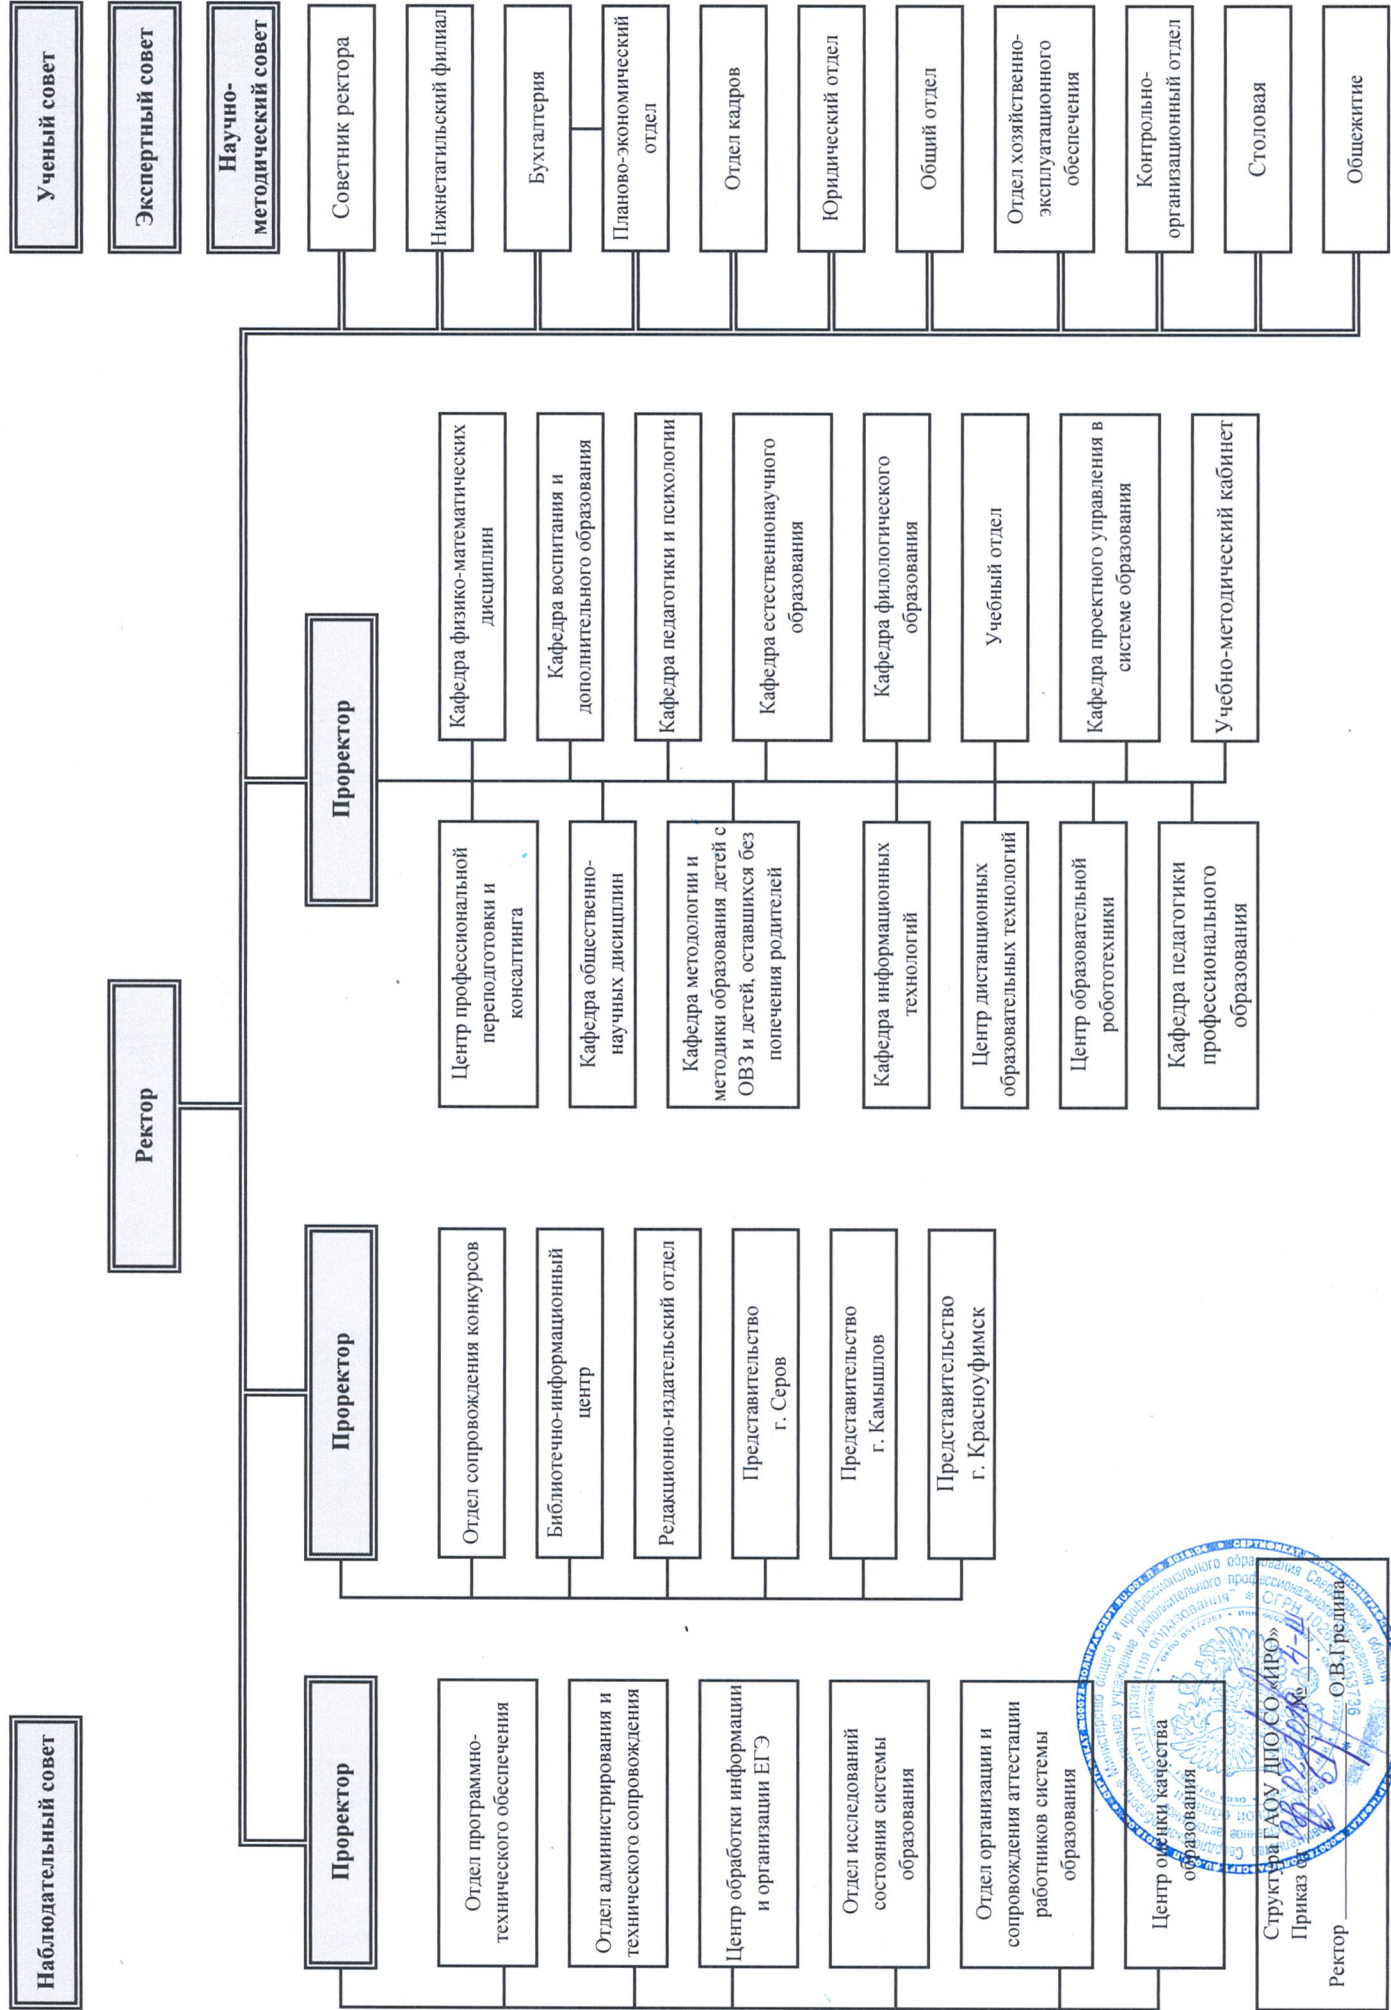 Наблюдательный совет
Ректор
Ученый совет
Экспертный совет
Научно-
методический совет
Проректор
Отдел программно-
технического обеспечения
Отдел администрирования и
технического сопровождения
Центр обработки информации
и организации ЕГЭ
Отдел исследований
состояния системы
образования
Отдел организации и
сопровождения аттестации
работников системы
образования
Центр оценки качества
образования
Проректор
Отдел сопровождения конкурсов
Библиотечно-информационный
центр
Редакционно-издательский отдел
Представительство
г. Серов
Представительство
г. Камышлов
Представительство
г. Красноуфимск
Проректор
Центр профессиональной
переподготовки и
консалтинга
Кафедра общественно-
научных дисциплин
Кафедра методологии и
методики образования детей с
ОВЗ и детей, оставшихся без
попечения родителей
Кафедра информационных
технологий
Центр дистанционных
образовательных технологий
Центр образовательной
робототехники
Кафедра педагогики
профессионального
образования
Кафедра физико-математических
дисциплин
Кафедра воспитания и
дополнительного образования
Кафедра педагогики и психологии
Кафедра естественнонаучного
образования
Кафедра филологического
образования
Учебный отдел
Кафедра проектного управления в
системе образования
Учебно-методический кабинет
Советник ректора
Нижнетагильский филиал
Бухгалтерия
Планово-экономический
отдел
Отдел кадров
Юридический отдел
Общий отдел
Отдел хозяйственно-
эксплуатационного
обеспечения
Контрольно-
организационный отдел
Столовая
Общежитие
Структура ГАОУ ДПО СО «ИРО»
Приказ от №
Ректор О.В.Гредина